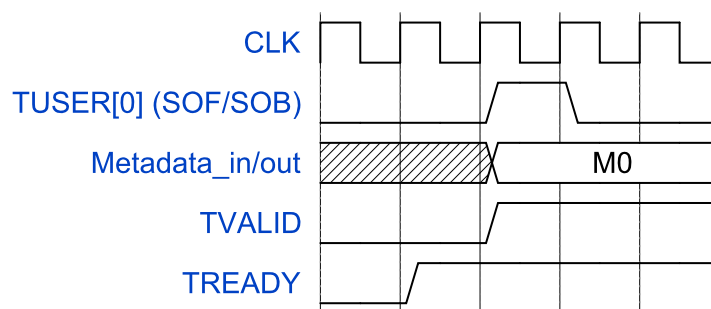 CLK
TUSER[0] (SOF/SOB)
Metadata_in/out
M0
TVALID
TREADY